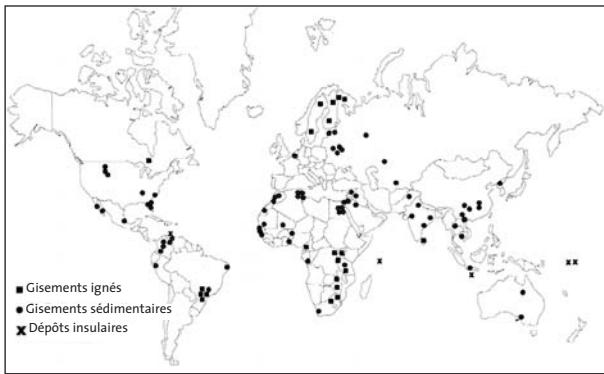 Gisements ignés
Gisements sédimentaires
Dépôts insulaires